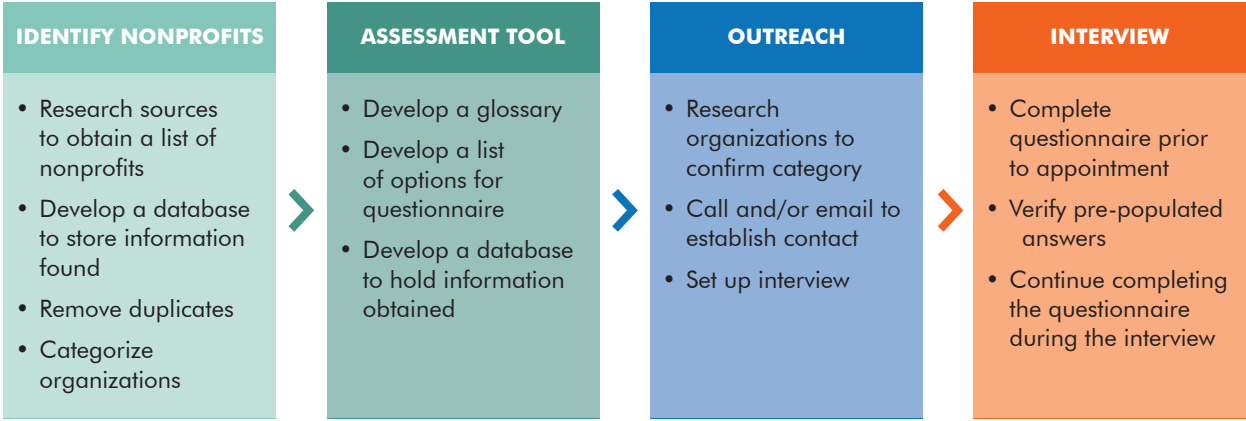 IDENTIFY NONPROFITS
• Research sources
to obtain a list of
nonprofits
• Develop a database
to store information
found
• Remove duplicates
• Categorize
organizations
ASSESSMENT TOOL
• Develop a glossary
• Develop a list
of options for
questionnaire
• Develop a database
to hold information
obtained
OUTREACH
• Research
organizations to
confirm category
• Call and/or email to
establish contact
• Set up interview
INTERVIEW
• Complete
questionnaire prior
to appointment
• Verify pre-populated
answers
• Continue completing
the questionnaire
during the interview